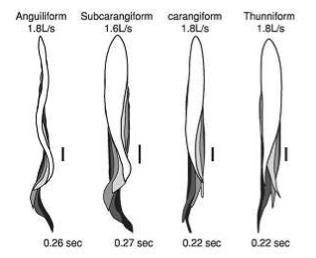 Anguiliform Subcarangiform carangiform Thunniform
1.8L/s 1.6L/s 1.8L/s 1.8L/s
0.26 sec 0.27 sec 0.22 sec 0.22 sec